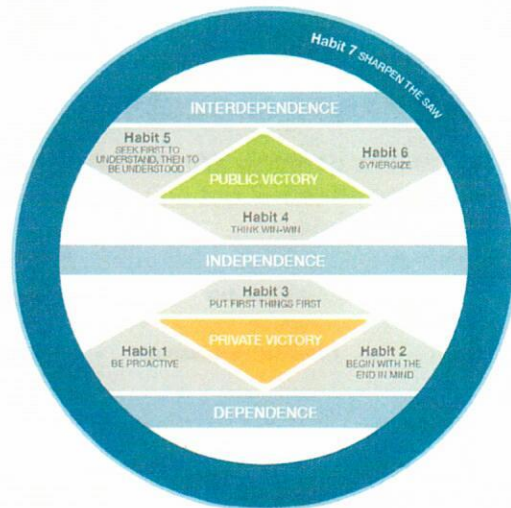 Habit 7 SHARPEN THE SAW
INTERDEPENDENCE
Habit 5
SEEK FIRST TO
UNDERSTAND, THEN TO
BE UNDERSTOOD
Habit 6
SYNERGIZE
PUBLIC VICTORY
Habit 4
THINK WIN-WIN
INDEPENDENCE
Habit 3
PUT FIRST THINGS FIRST
PRIVATE VICTORY
Habit 1
BE PROACTIVE
Habit 2
BEGIN WITH THE
END IN MIND
DEPENDENCE